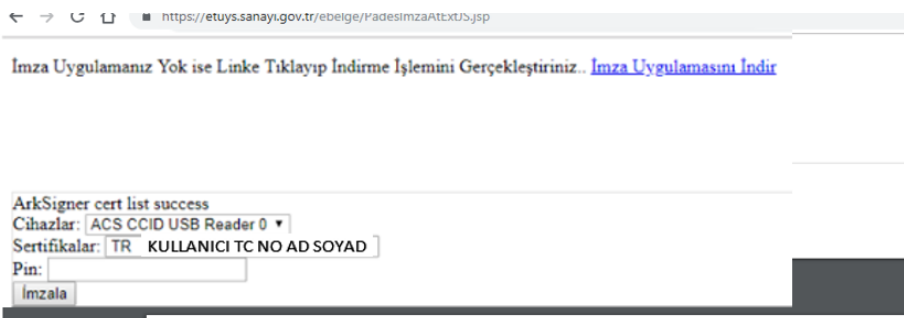 https://etuys.sanayi.gov.tr/ebelge/PadesImzaAtExtJS.jsp
İmza Uygulamanız Yok ise Linke Tıklayıp İndirme İşlemini Gerçekleştiriniz.. İmza Uygulamasını İndir
ArkSigner cert list success
Cihazlar: ACS CCID USB Reader 0
Sertifikalar: TR KULLANICI TC NO AD SOYAD
Pin:
İmzala